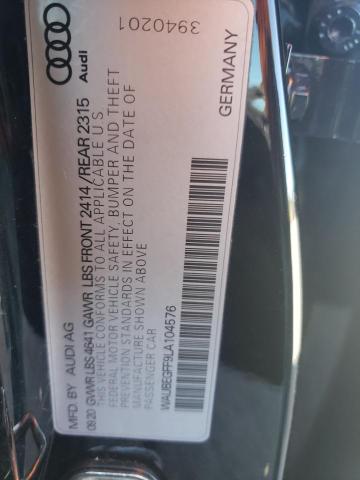 MFD. BY AUDI AG
09/20 GVWR LBS 4641 GAWR LBS FRONT 2414 / REAR 2315
THIS VEHICLE CONFORMS TO ALL APPLICABLE U S
FEDERAL MOTOR VEHICLE SAFETY, BUMPER AND THEFT
PREVENTION STANDARDS IN EFFECT ON THE DATE OF
MANUFACTURE SHOWN ABOVE
PASSENGER CAR
WAUBEGFF9LA104576
Audi
3940201
GERMANY